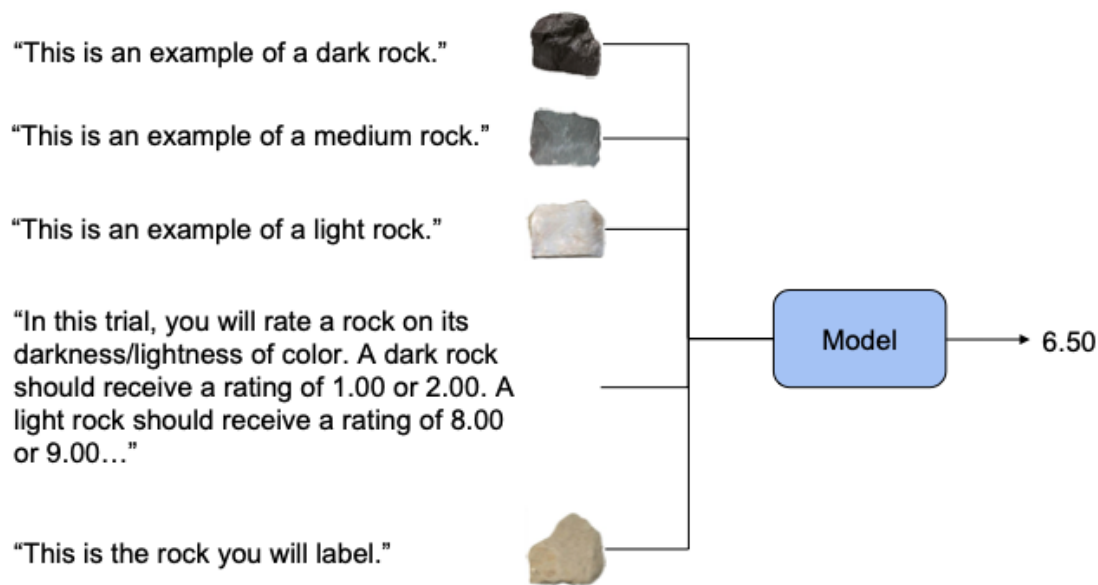 “This is an example of a dark rock.”
“This is an example of a medium rock.”
“This is an example of a light rock.”
“In this trial, you will rate a rock on its
darkness/lightness of color. A dark rock
should receive a rating of 1.00 or 2.00. A
light rock should receive a rating of 8.00
or 9.00…”
“This is the rock you will label.”
Model
6.50